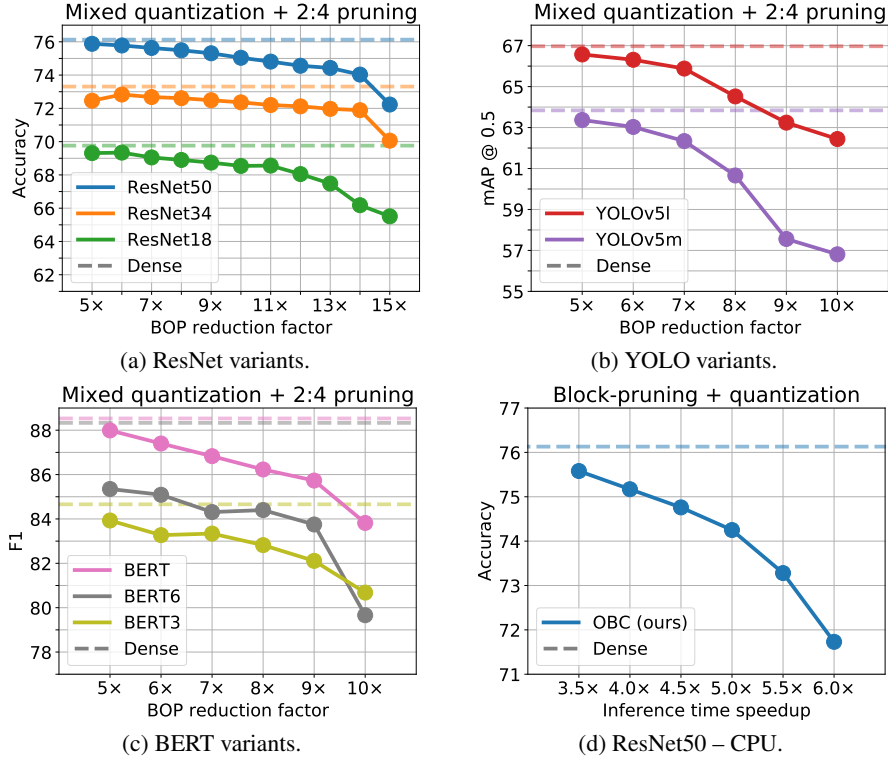 Mixed quantization + 2:4 pruning
76
74
72
70
68
66
64
62
Accuracy
ResNet50
ResNet34
ResNet18
Dense
5× 7× 9× 11× 13× 15×
BOP reduction factor
(a) ResNet variants.
Mixed quantization + 2:4 pruning
67
65
63
61
59
57
55
mAP @ 0.5
YOLOv5l
YOLOv5m
Dense
5× 6× 7× 8× 9× 10×
BOP reduction factor
(b) YOLO variants.
Mixed quantization + 2:4 pruning
88
86
84
82
80
78
F1
BERT
BERT6
BERT3
Dense
5× 6× 7× 8× 9× 10×
BOP reduction factor
(c) BERT variants.
Block-pruning + quantization
77
76
75
74
73
72
71
Accuracy
OBC (ours)
Dense
3.5× 4.0× 4.5× 5.0× 5.5× 6.0×
Inference time speedup
(d) ResNet50 – CPU.